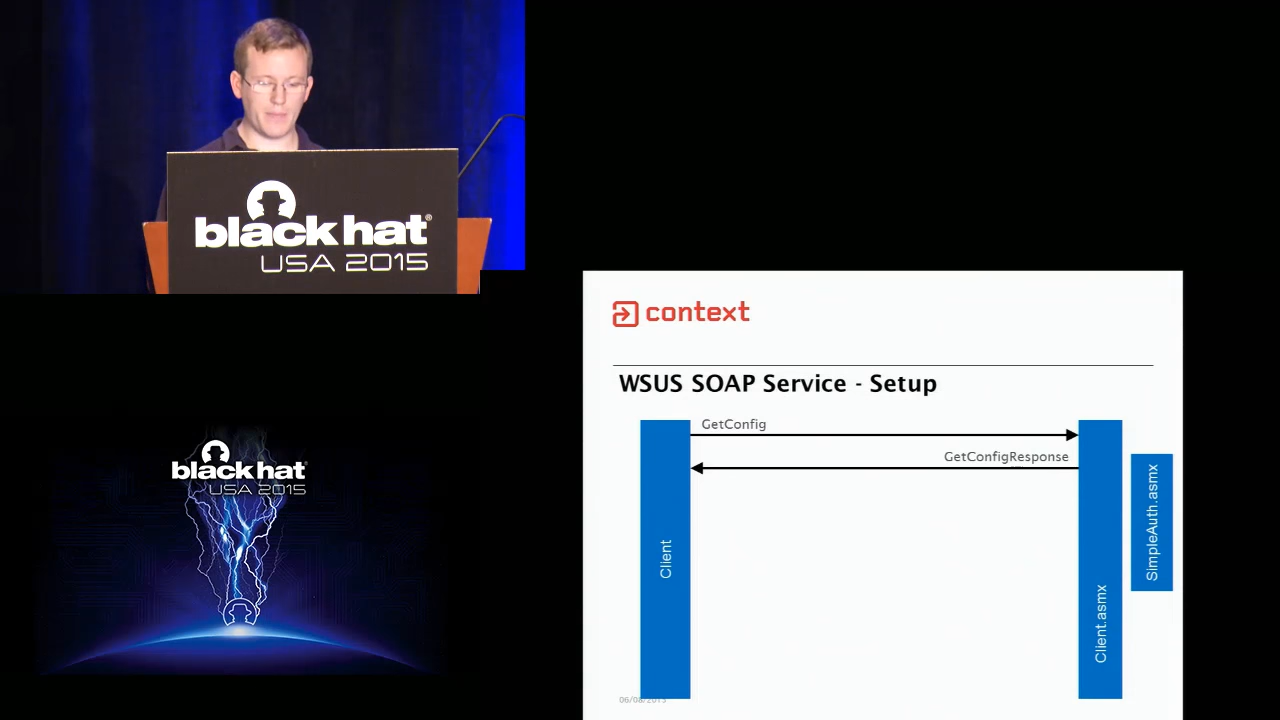 black hat®
USA 2015
context
WSUS SOAP Service - Setup
GetConfig
GetConfigResponse
Client
Client.asmx
SimpleAuth.asmx
black hat®
USA 2015